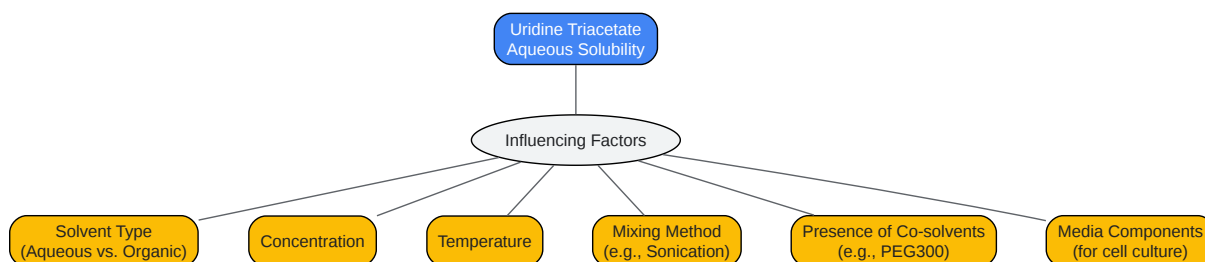 Uridine Triacetate
Aqueous Solubility
Influencing Factors
Solvent Type
(Aqueous vs. Organic)
Concentration
Temperature
Mixing Method
(e.g., Sonication)
Presence of Co-solvents
(e.g., PEG300)
Media Components
(for cell culture)